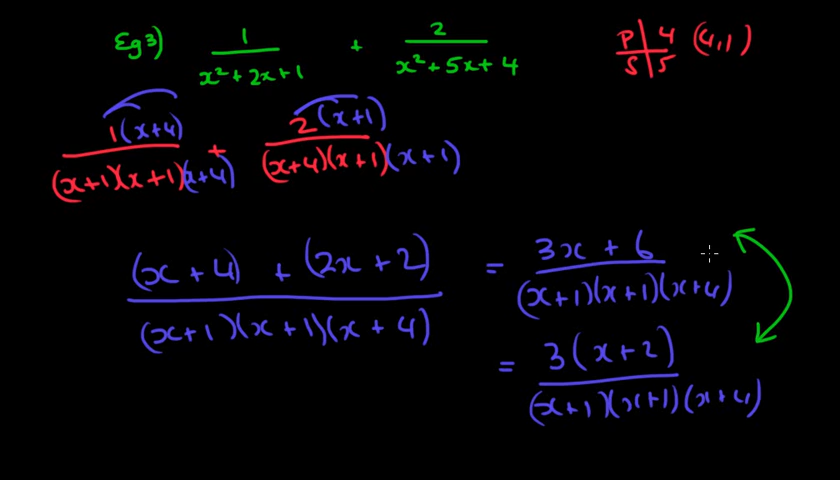 Eg3) 1/(x²+2x+1) + 2/(x²+5x+4) P | 4 (4,1)
S | 5
1(x+4)/((x+1)(x+1)(x+4)) + 2(x+1)/((x+4)(x+1)(x+1))
((x+4) + (2x+2))/((x+1)(x+1)(x+4)) = (3x+6)/((x+1)(x+1)(x+4))
= 3(x+2)/((x+1)(x+1)(x+4))